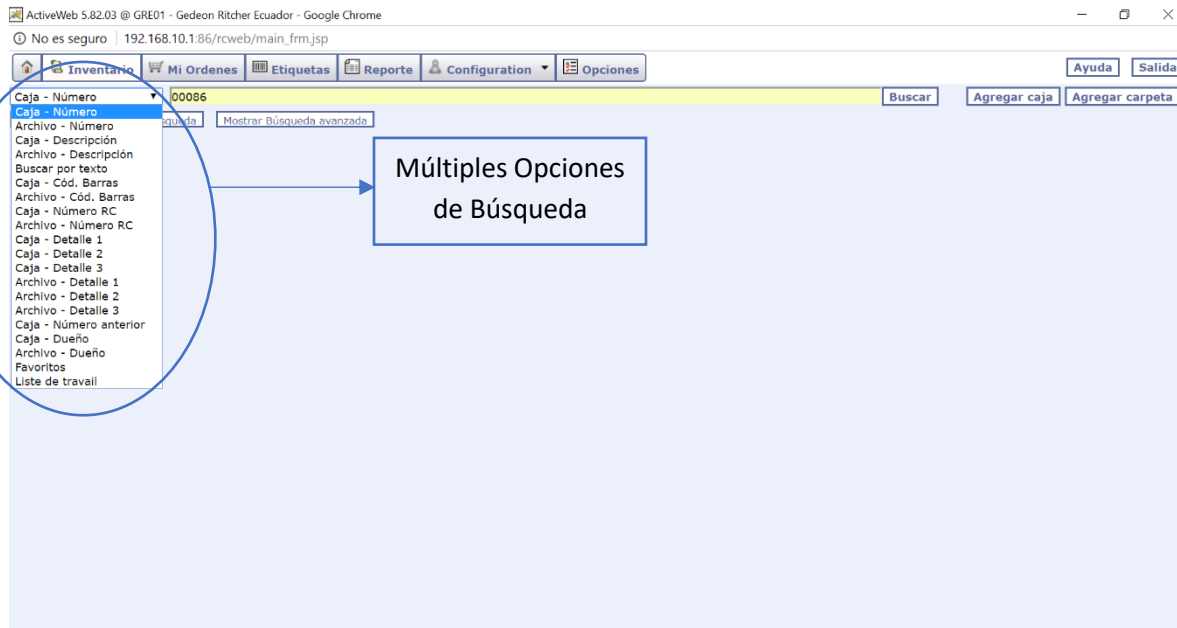 ActiveWeb 5.82.03 @ GRE01 - Gedeon Ritcher Ecuador - Google Chrome
No es seguro 192.168.10.1:86/rcweb/main_frm.jsp
Inventario Mi Ordenes Etiquetas Reporte Configuration Opciones Ayuda Salida
Caja - Número 00086 Buscar Agregar caja Agregar carpeta
Mostrar Búsqueda avanzada
Caja - Número
Archivo - Número
Caja - Descripción
Archivo - Descripción
Buscar por texto
Caja - Cód. Barras
Archivo - Cód. Barras
Caja - Número RC
Archivo - Número RC
Caja - Detalle 1
Caja - Detalle 2
Caja - Detalle 3
Archivo - Detalle 1
Archivo - Detalle 2
Archivo - Detalle 3
Caja - Número anterior
Caja - Dueño
Archivo - Dueño
Favoritos
Liste de travail
Múltiples Opciones
de Búsqueda